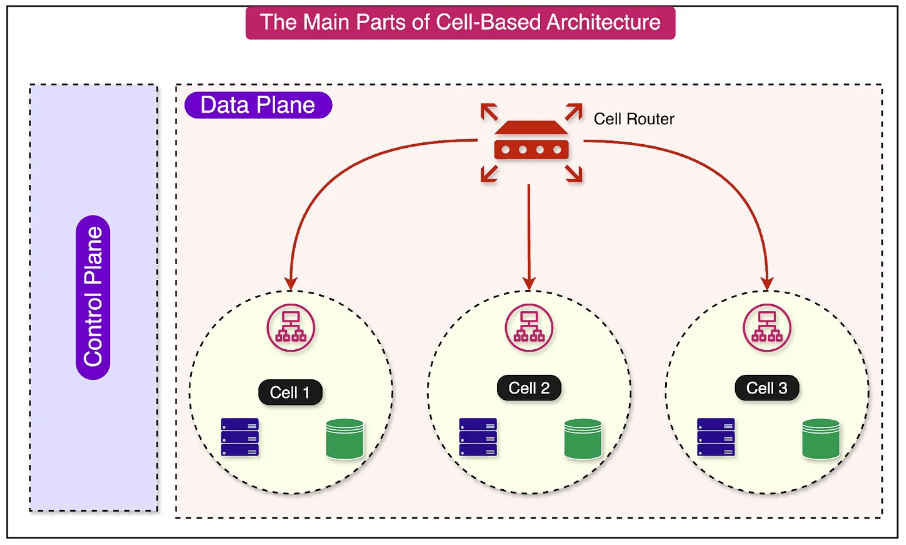 The Main Parts of Cell-Based Architecture
Control Plane
Data Plane
Cell Router
Cell 1
Cell 2
Cell 3